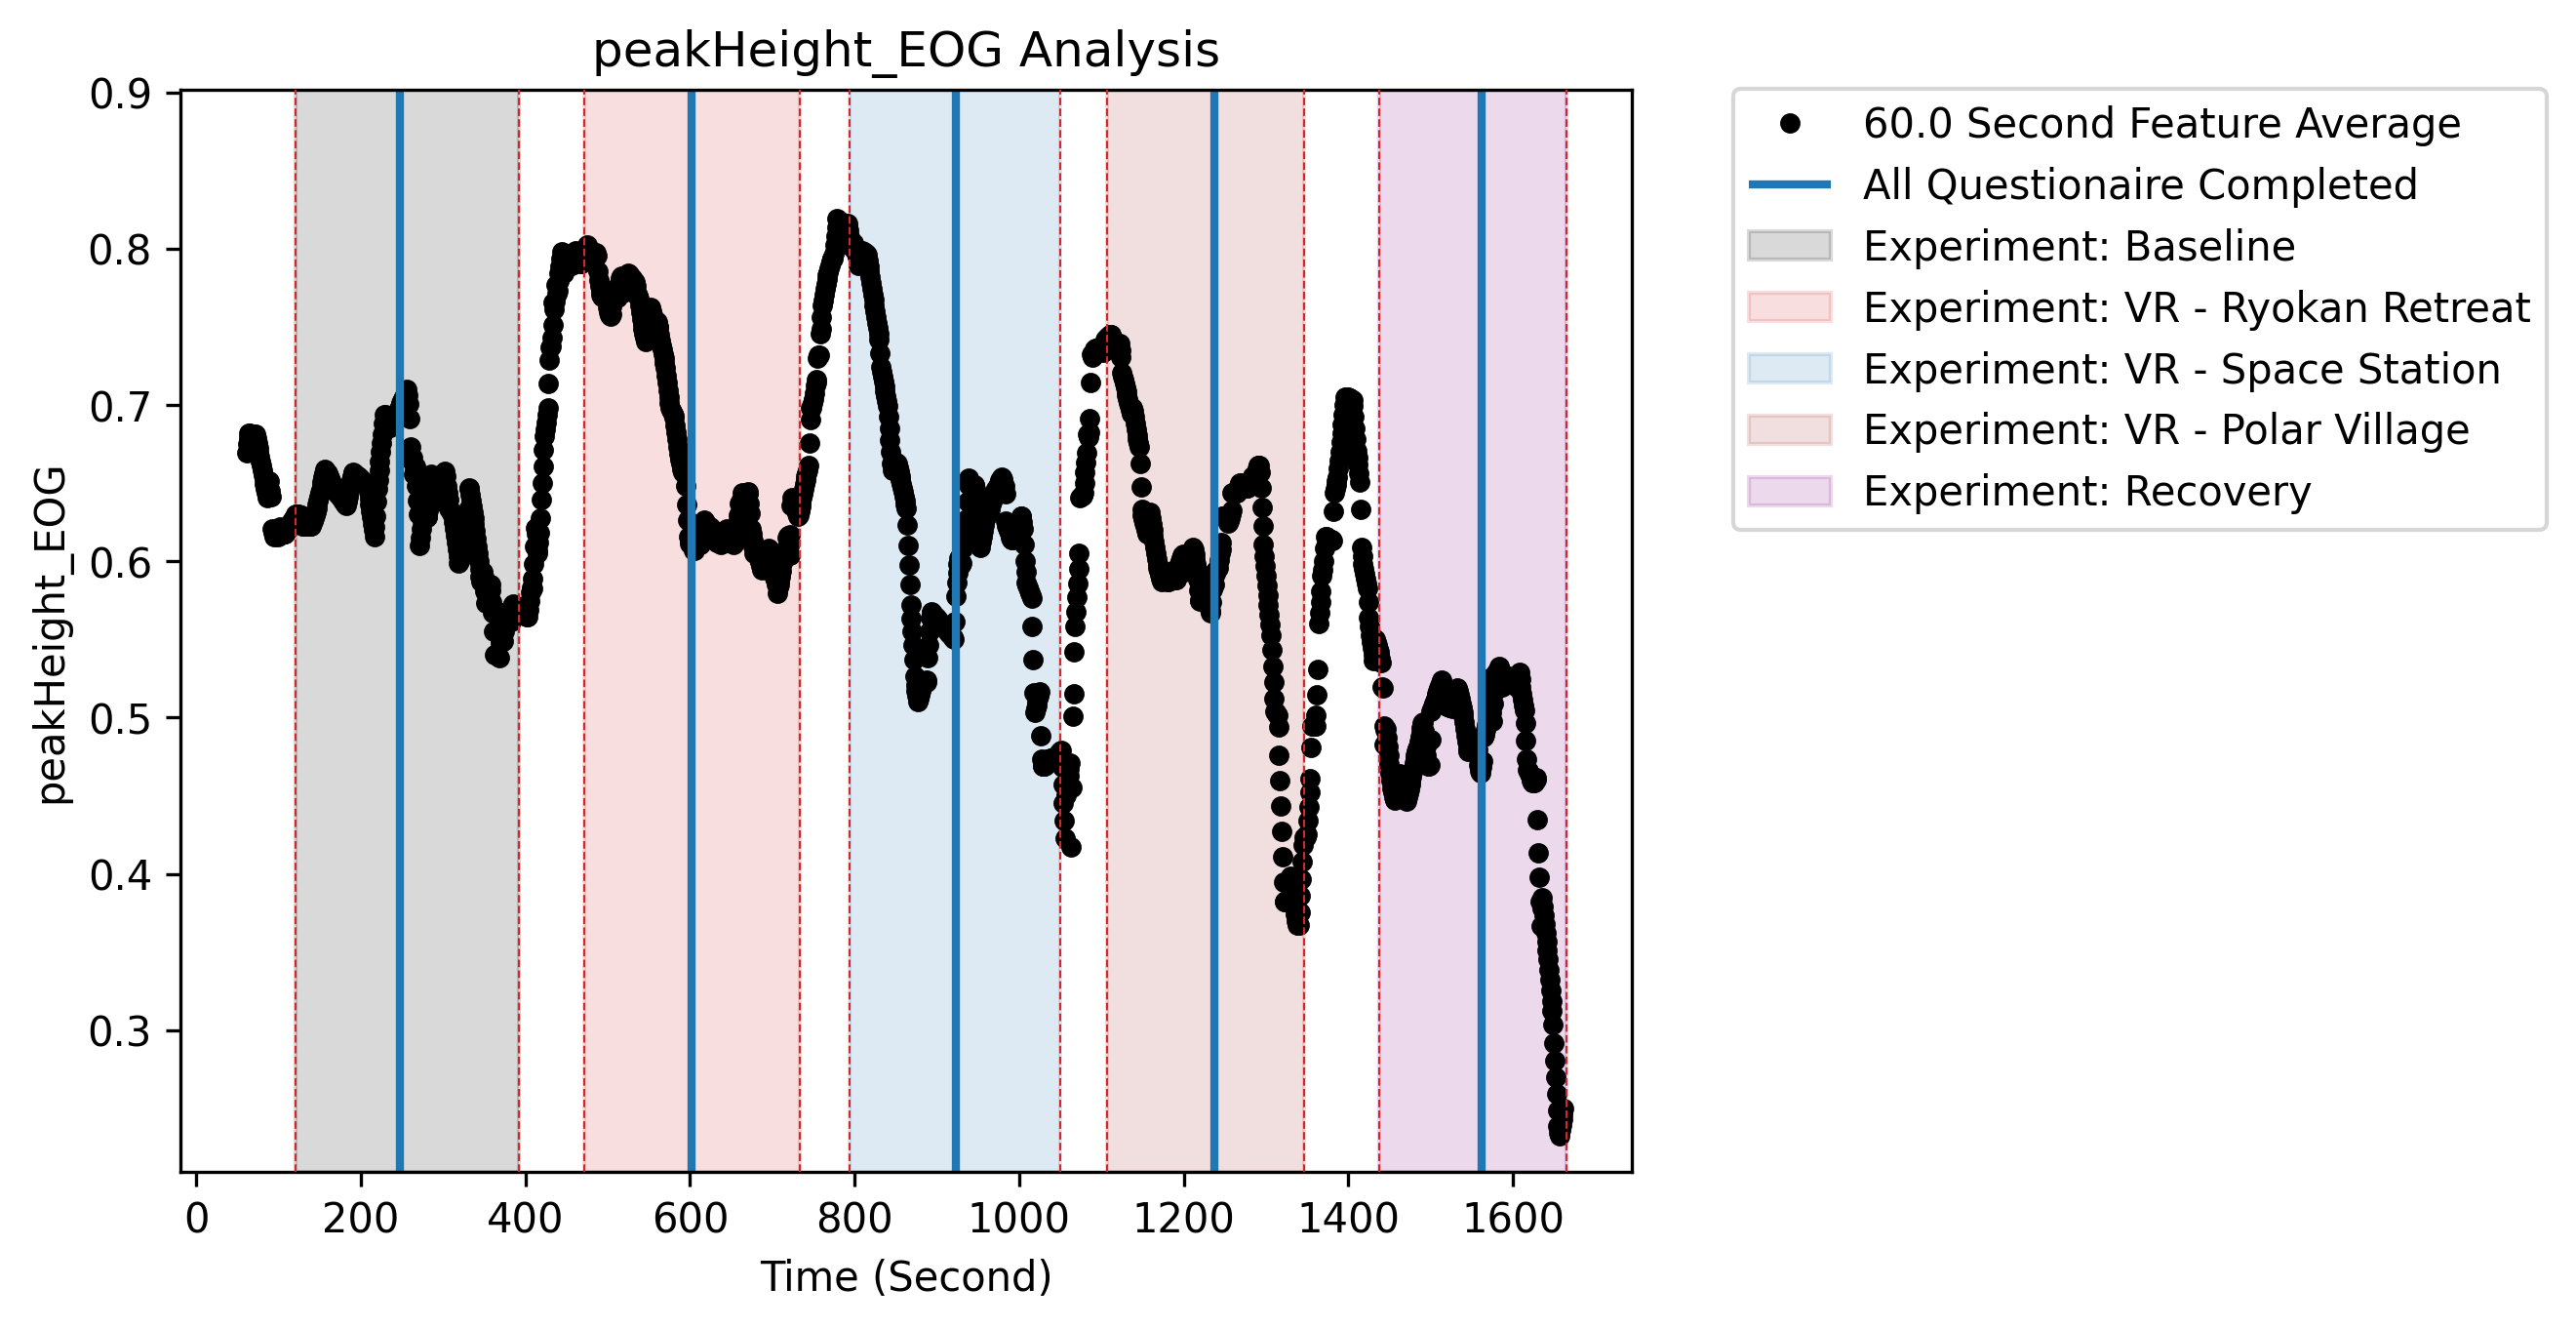 peakHeight_EOG Analysis
0.9
0.8
0.7
0.6
0.5
0.4
0.3
peakHeight_EOG
0 200 400 600 800 1000 1200 1400 1600
Time (Second)
60.0 Second Feature Average
All Questionaire Completed
Experiment: Baseline
Experiment: VR - Ryokan Retreat
Experiment: VR - Space Station
Experiment: VR - Polar Village
Experiment: Recovery